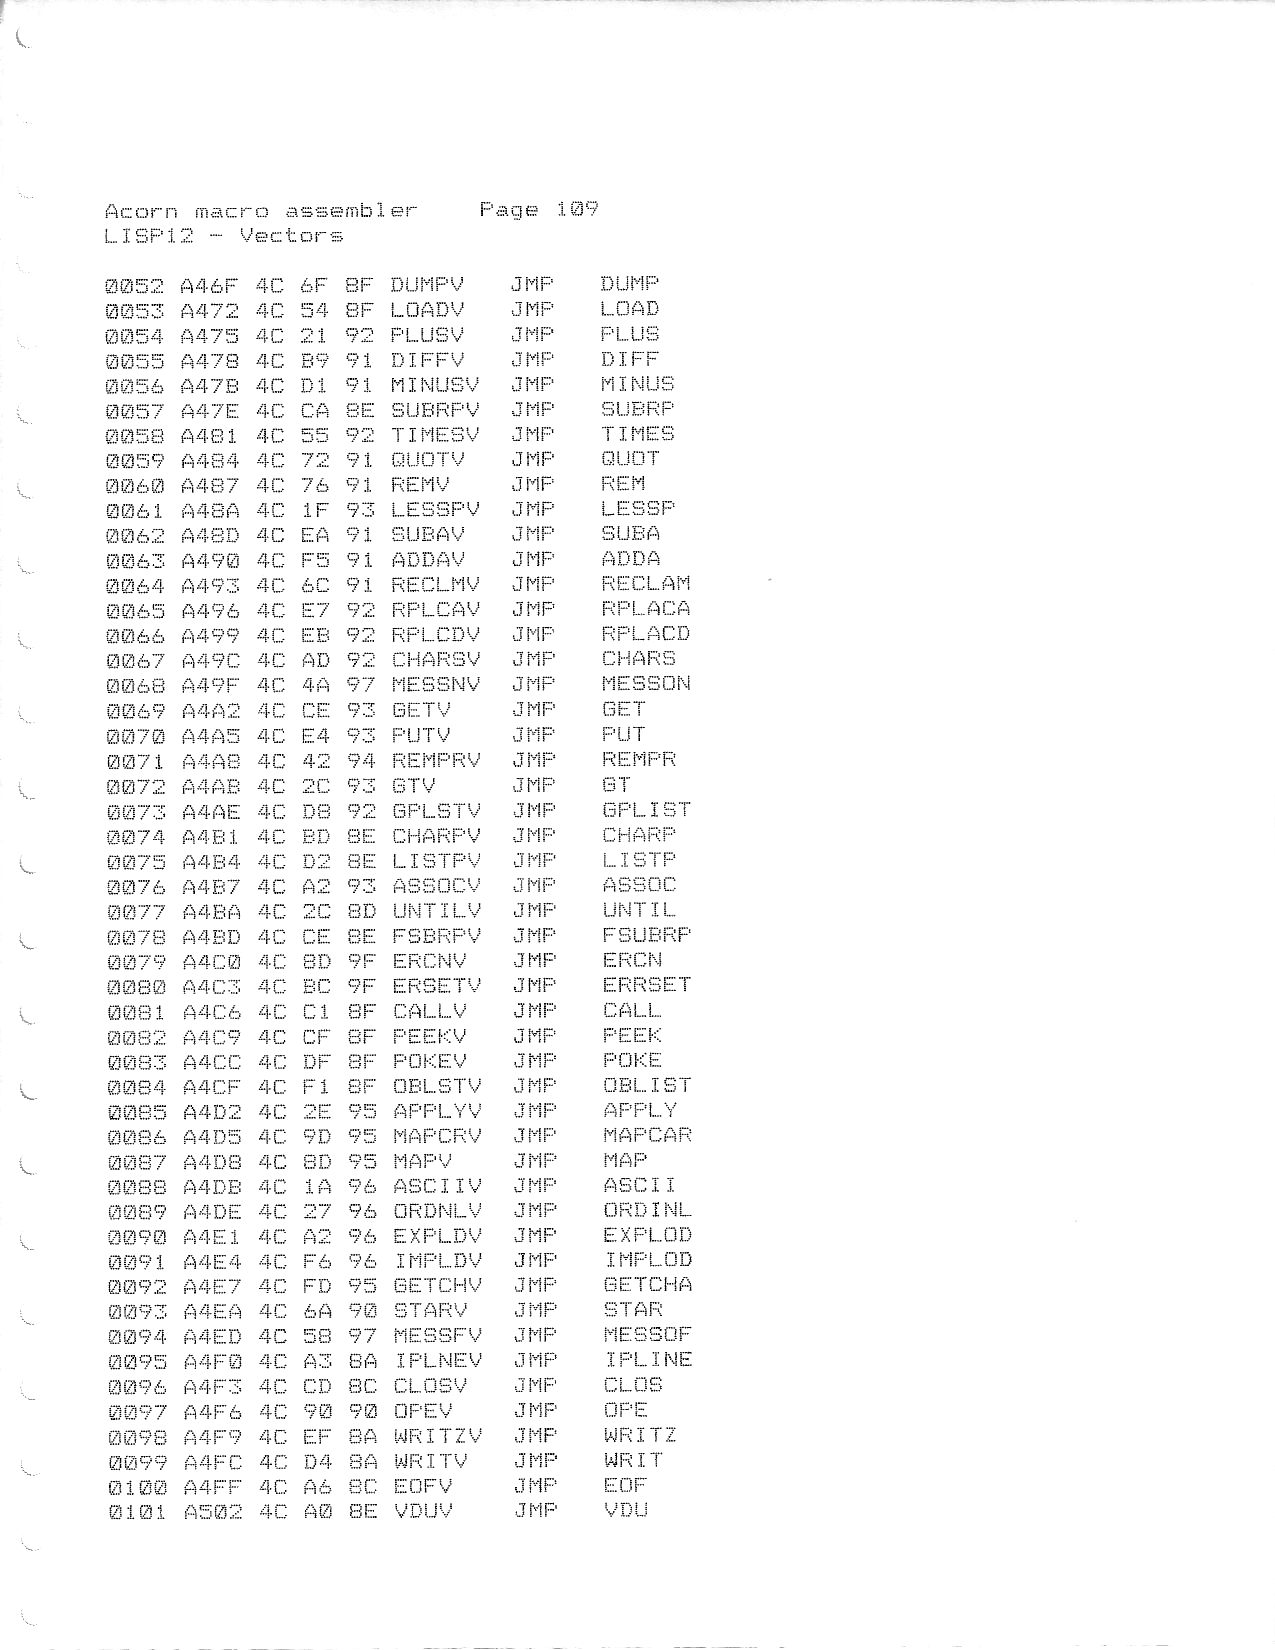 Acorn macro assembler    Page 109
LISP12 - Vectors
0052 A46F 4C 6F 8F DUMPV   JMP   DUMP
0053 A472 4C 54 8F LOADV   JMP   LOAD
0054 A475 4C 21 92 PLUSV   JMP   PLUS
0055 A478 4C B9 91 DIFFV   JMP   DIFF
0056 A47B 4C D1 91 MINUSV  JMP   MINUS
0057 A47E 4C CA 8E SUBRPV  JMP   SUBRP
0058 A481 4C 55 92 TIMESV  JMP   TIMES
0059 A484 4C 72 91 QUOTV   JMP   QUOT
0060 A487 4C 76 91 REMV    JMP   REM
0061 A48A 4C 1F 93 LESSPV  JMP   LESSP
0062 A48D 4C EA 91 SUBAV   JMP   SUBA
0063 A490 4C F5 91 ADDAV   JMP   ADDA
0064 A493 4C 6C 91 RECLMV  JMP   RECLAM
0065 A496 4C E7 92 RPLCAV  JMP   RPLACA
0066 A499 4C EB 92 RPLCDV  JMP   RPLACD
0067 A49C 4C AD 92 CHARSV  JMP   CHARS
0068 A49F 4C 4A 97 MESSNV  JMP   MESSON
0069 A4A2 4C CE 93 GETV    JMP   GET
0070 A4A5 4C E4 93 PUTV    JMP   PUT
0071 A4A8 4C 42 94 REMPRV  JMP   REMPR
0072 A4AB 4C 2C 93 GTV     JMP   GT
0073 A4AE 4C D8 92 GPLSTV  JMP   GPLIST
0074 A4B1 4C BD 8E CHARPV  JMP   CHARP
0075 A4B4 4C D2 8E LISTPV  JMP   LISTP
0076 A4B7 4C A2 93 ASSOCV  JMP   ASSOC
0077 A4BA 4C 2C 8D UNTILV  JMP   UNTIL
0078 A4BD 4C CE 8E FSBRPV  JMP   FSUBRP
0079 A4C0 4C 8D 9F ERCNV   JMP   ERCN
0080 A4C3 4C BC 9F ERSETV  JMP   ERRSET
0081 A4C6 4C C1 8F CALLV   JMP   CALL
0082 A4C9 4C CF 8F PEEKV   JMP   PEEK
0083 A4CC 4C DF 8F POKEV   JMP   POKE
0084 A4CF 4C F1 8F OBLSTV  JMP   OBLIST
0085 A4D2 4C 2E 95 APPLYV  JMP   APPLY
0086 A4D5 4C 9D 95 MAPCRV  JMP   MAPCAR
0087 A4D8 4C 8D 95 MAPV    JMP   MAP
0088 A4DB 4C 1A 96 ASCIIV  JMP   ASCII
0089 A4DE 4C 27 96 ORDNLV  JMP   ORDINL
0090 A4E1 4C A2 96 EXPLDV  JMP   EXPLOD
0091 A4E4 4C F6 96 IMPLDV  JMP   IMPLOD
0092 A4E7 4C FD 95 GETCHV  JMP   GETCHA
0093 A4EA 4C 6A 90 STARV   JMP   STAR
0094 A4ED 4C 58 97 MESSFV  JMP   MESSOF
0095 A4F0 4C A3 8A IPLNEV  JMP   IPLINE
0096 A4F3 4C CD 8C CLOSV   JMP   CLOS
0097 A4F6 4C 90 90 OPEV    JMP   OPE
0098 A4F9 4C EF 8A WRITZV  JMP   WRITZ
0099 A4FC 4C D4 8A WRITV   JMP   WRIT
0100 A4FF 4C A6 8C EOFV    JMP   EOF
0101 A502 4C A0 8E VDUV    JMP   VDU